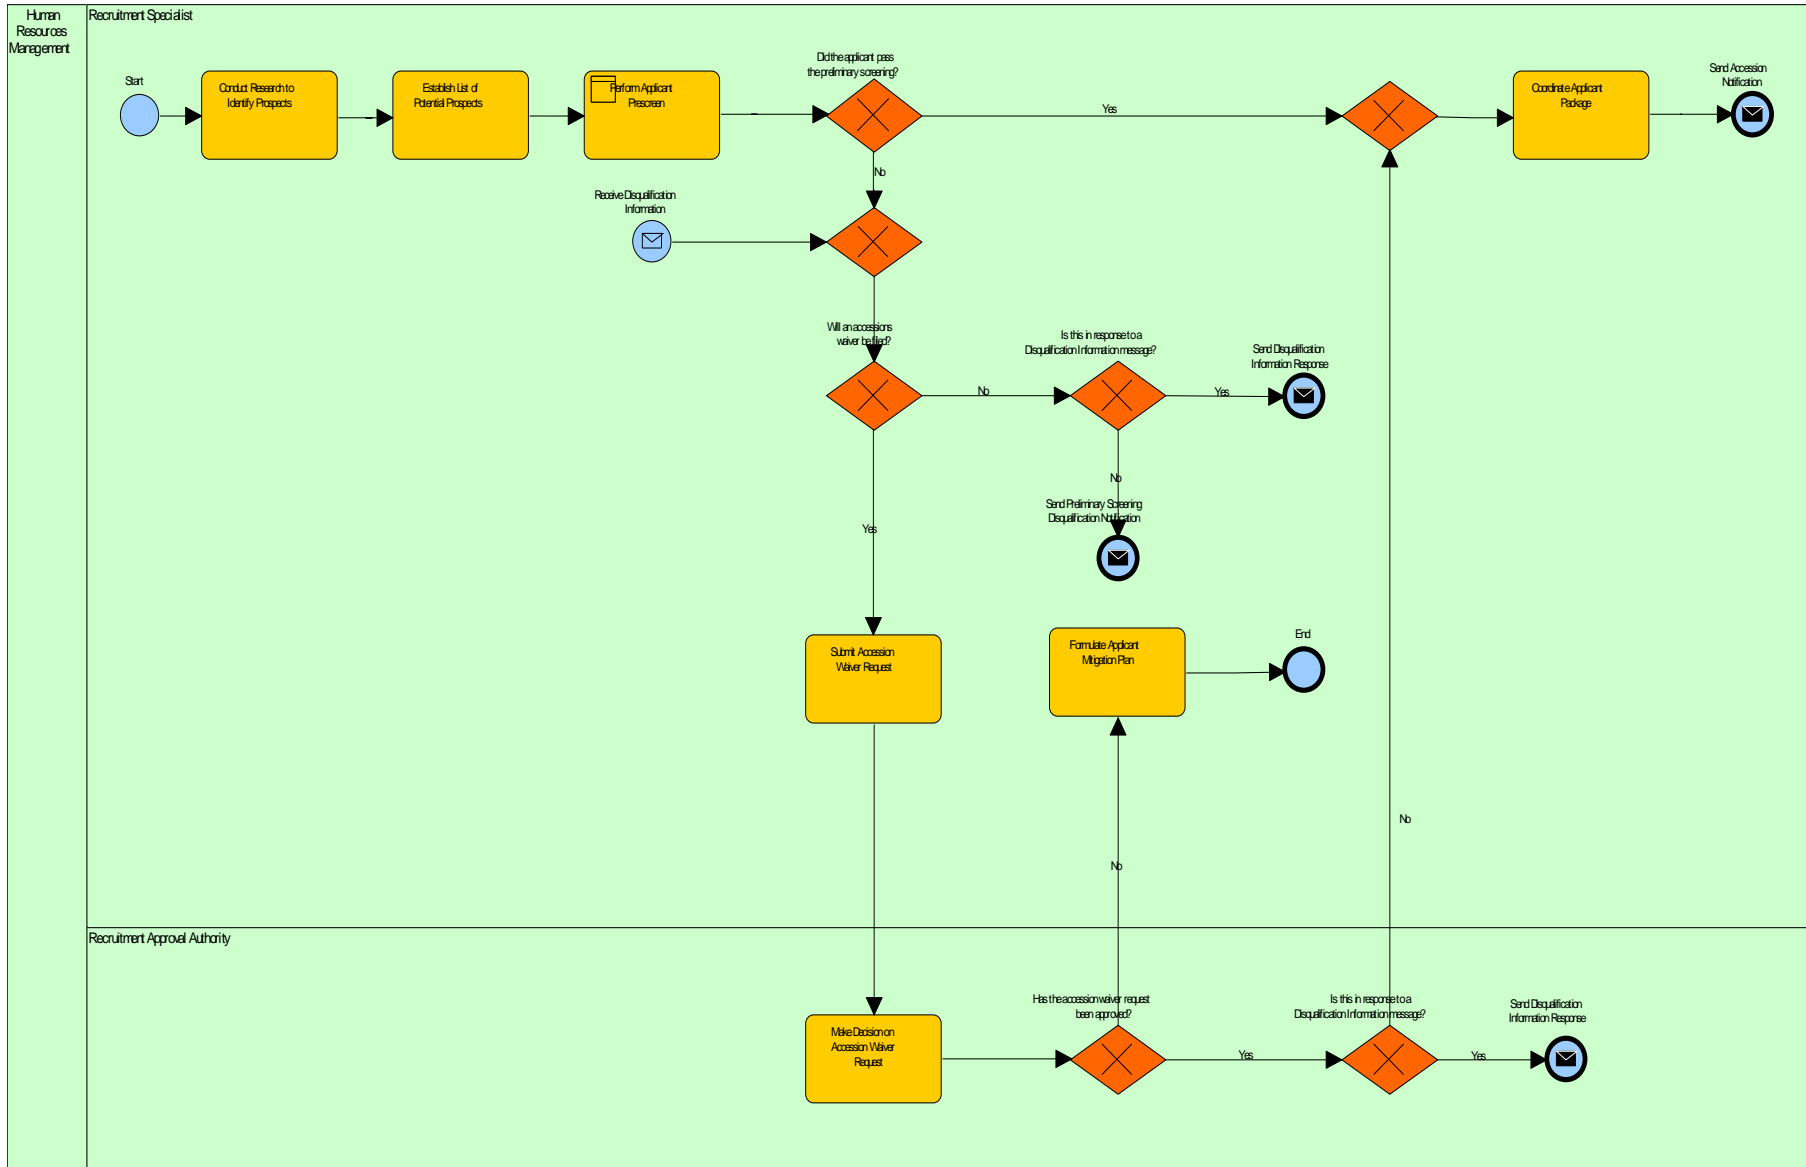 Human
Resources
Management
Recruitment Specialist
Start
Conduct Research to
Identify Prospects
Establish List of
Potential Prospects
Perform Applicant
Prescreen
Did the applicant pass
the preliminary screening?
Yes
Coordinate Applicant
Package
Send Accession
Notification
No
Receive Disqualification
Information
Will an accessions
waiver be filed?
No
Is this in response to a
Disqualification Information message?
Yes
Send Disqualification
Information Response
No
Send Preliminary Screening
Disqualification Notification
Yes
Submit Accession
Waiver Request
Formulate Applicant
Mitigation Plan
End
No
No
Recruitment Approval Authority
Make Decision on
Accession Waiver
Request
Has the accession waiver request
been approved?
Yes
Is this in response to a
Disqualification Information message?
Yes
Send Disqualification
Information Response